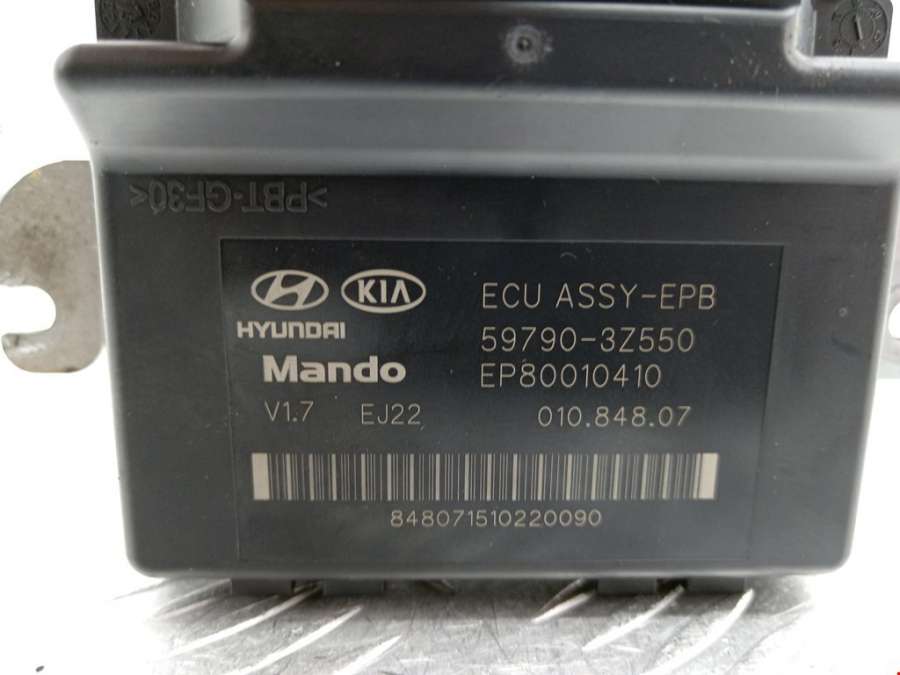 >PBT-GF30<
KIA
HYUNDAI
Mando
V1.7 EJ22
ECU ASSY-EPB
59790-3Z550
EP80010410
010.848.07
848071510220090